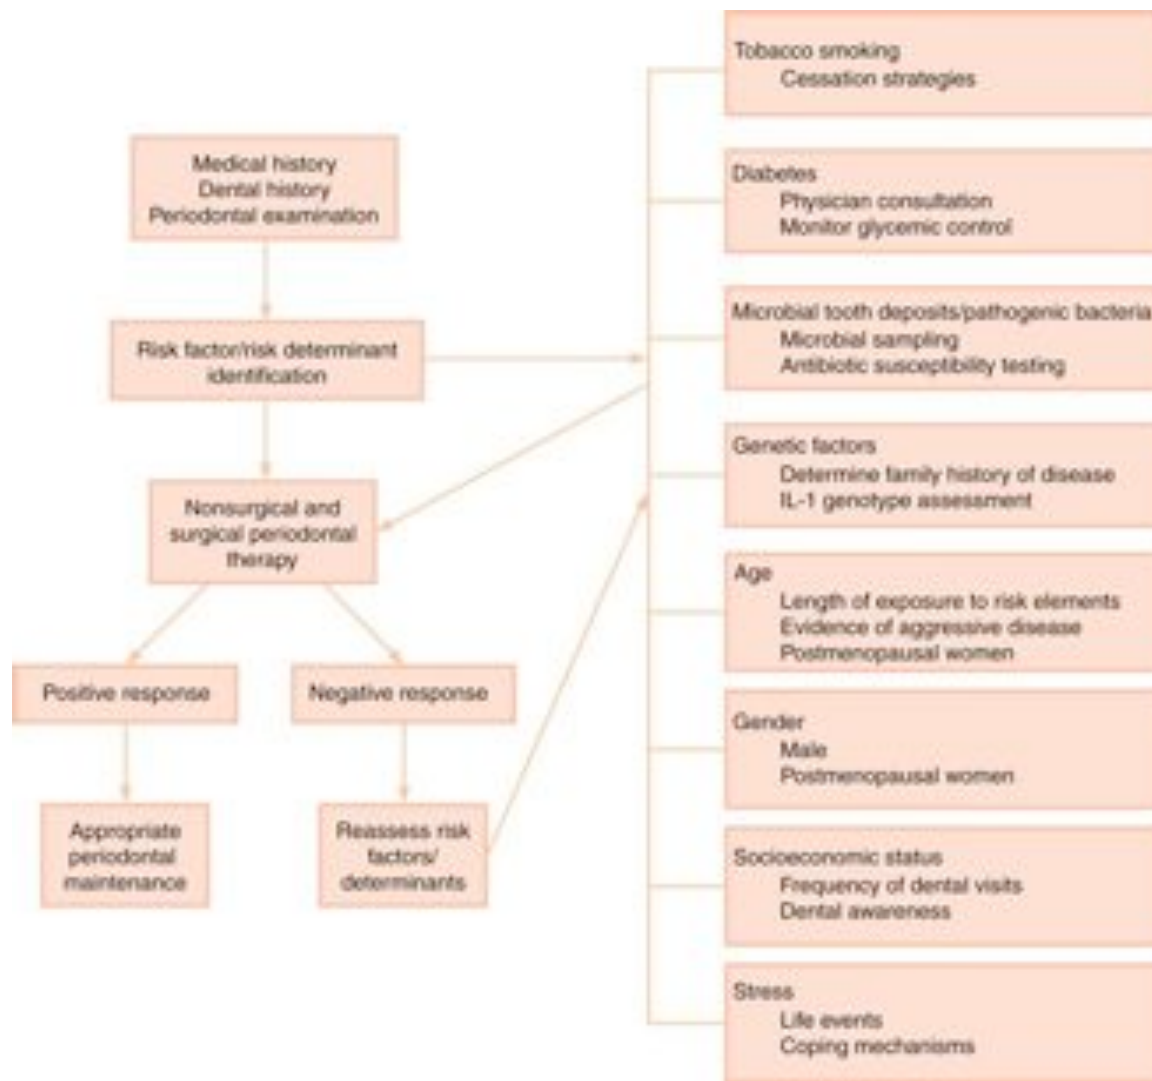 Medical history
Dental history
Periodontal examination
Risk factor/risk determinant
identification
Nonsurgical and
surgical periodontal
therapy
Positive response
Negative response
Appropriate
periodontal
maintenance
Reassess risk
factors/
determinants
Tobacco smoking
Cessation strategies
Diabetes
Physician consultation
Monitor glycemic control
Microbial tooth deposits/pathogenic bacteria
Microbial sampling
Antibiotic susceptibility testing
Genetic factors
Determine family history of disease
IL-1 genotype assessment
Age
Length of exposure to risk elements
Evidence of aggressive disease
Postmenopausal women
Gender
Male
Postmenopausal women
Socioeconomic status
Frequency of dental visits
Dental awareness
Stress
Life events
Coping mechanisms